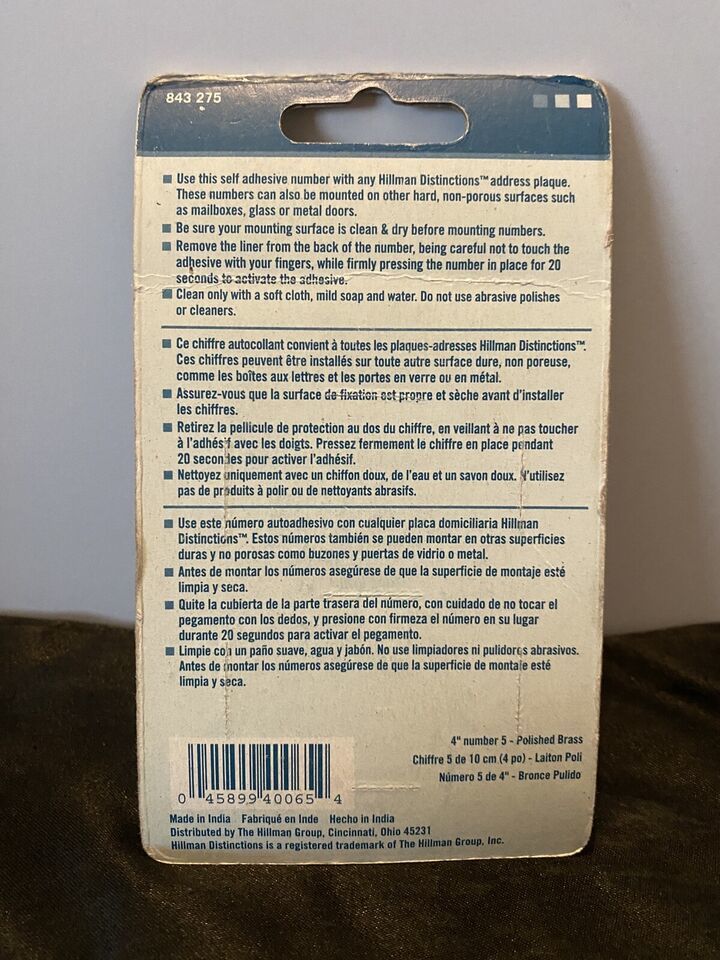 843 275
■ Use this self adhesive number with any Hillman Distinctions™ address plaque.
These numbers can also be mounted on other hard, non-porous surfaces such
as mailboxes, glass or metal doors.
■ Be sure your mounting surface is clean & dry before mounting numbers.
■ Remove the liner from the back of the number, being careful not to touch the
adhesive with your fingers, while firmly pressing the number in place for 20
seconds to activate the adhesive.
■ Clean only with a soft cloth, mild soap and water. Do not use abrasive polishes
or cleaners.
■ Ce chiffre autocollant convient à toutes les plaques-adresses Hillman Distinctions™.
Ces chiffres peuvent être installés sur toute autre surface dure, non poreuse,
comme les boîtes aux lettres et les portes en verre ou en métal.
■ Assurez-vous que la surface de fixation est propre et sèche avant d'installer
les chiffres.
■ Retirez la pellicule de protection au dos du chiffre, en veillant à ne pas toucher
à l'adhésif avec les doigts. Pressez fermement le chiffre en place pendant
20 secondes pour activer l'adhésif.
■ Nettoyez uniquement avec un chiffon doux, de l'eau et un savon doux. N'utilisez
pas de produits à polir ou de nettoyants abrasifs.
■ Use este número autoadhesivo con cualquier placa domiciliaria Hillman
Distinctions™. Estos números también se pueden montar en otras superficies
duras y no porosas como buzones y puertas de vidrio o metal.
■ Antes de montar los números asegúrese de que la superficie de montaje esté
limpia y seca.
■ Quite la cubierta de la parte trasera del número, con cuidado de no tocar el
pegamento con los dedos, y presione con firmeza el número en su lugar
durante 20 segundos para activar el pegamento.
■ Limpie con un paño suave, agua y jabón. No use limpiadores ni pulidores abrasivos.
Antes de montar los números asegúrese de que la superficie de montaje esté
limpia y seca.
4" number 5 - Polished Brass
Chiffre 5 de 10 cm (4 po) - Laiton Poli
Número 5 de 4" - Bronce Pulido
0 45899 40065 4
Made in India Fabriqué en Inde Hecho in India
Distributed by The Hillman Group, Cincinnati, Ohio 45231
Hillman Distinctions is a registered trademark of The Hillman Group, Inc.